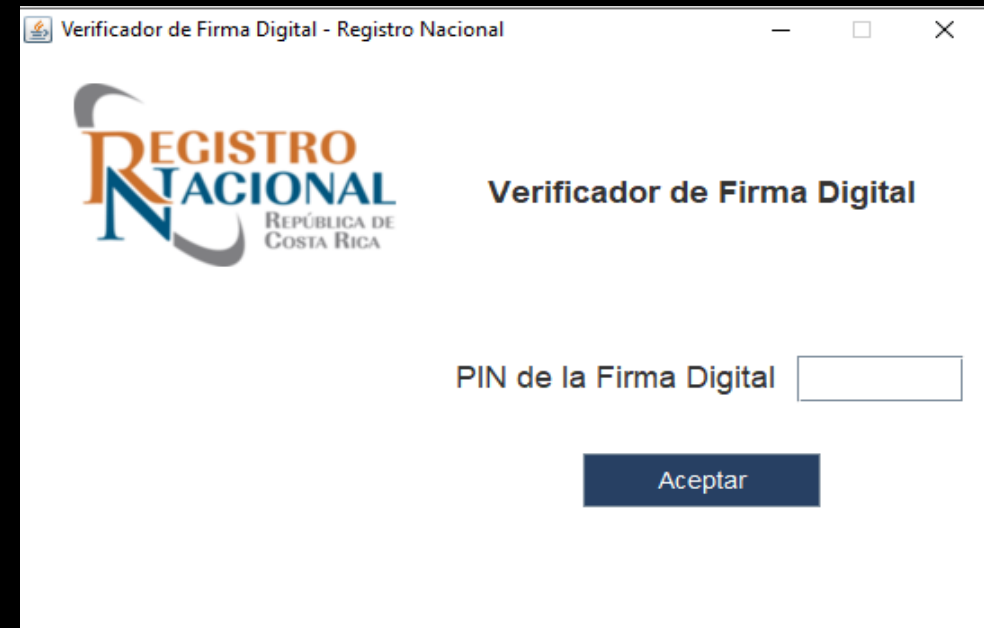 Verificador de Firma Digital - Registro Nacional
REGISTRO
NACIONAL
REPÚBLICA DE
COSTA RICA
Verificador de Firma Digital
PIN de la Firma Digital
Aceptar